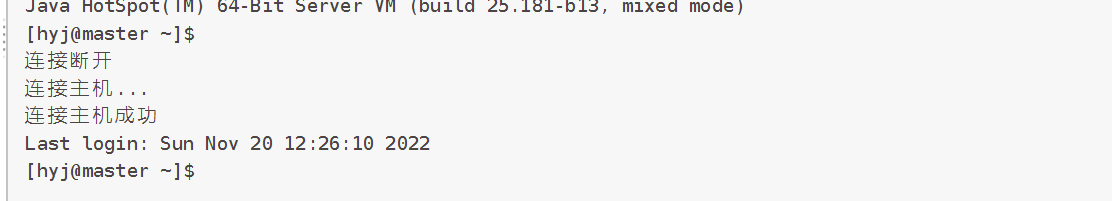 Java HotSpot(TM) 64-Bit Server VM (build 25.181-b13, mixed mode)
[hyj@master ~]$
连接断开
连接主机...
连接主机成功
Last login: Sun Nov 20 12:26:10 2022
[hyj@master ~]$